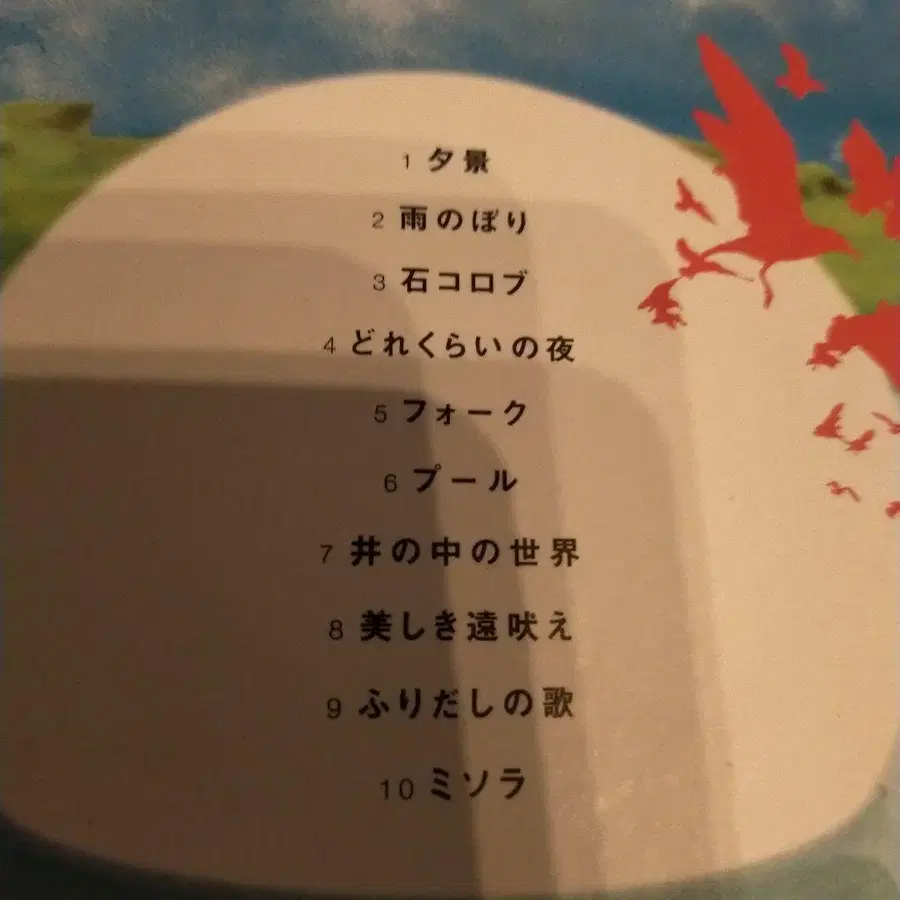 1 夕景
2 雨のぼり
3 石コロブ
4 どれくらいの夜
5 フォーク
6 プール
7 井の中の世界
8 美しき遠吠え
9 ふりだしの歌
10 ミソラ